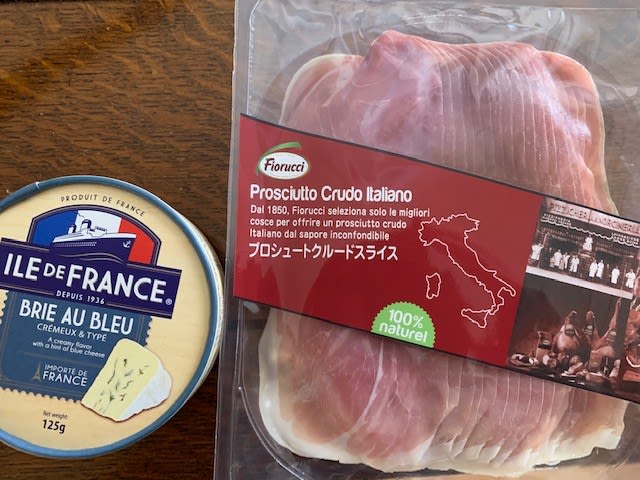 PRODUIT DE FRANCE
ILE DE FRANCE®
DEPUIS 1936
BRIE AU BLEU
CRÉMEUX & TYPÉ
A creamy flavor
with a hint of blue cheese
IMPORTÉ DE
FRANCE
Net weight:
125g
Fiorucci
Prosciutto Crudo Italiano
Dal 1850, Fiorucci seleziona solo le migliori
cosce per offrire un prosciutto crudo
Italiano dal sapore inconfondibile
プロシュートクルードスライス
100%
naturel